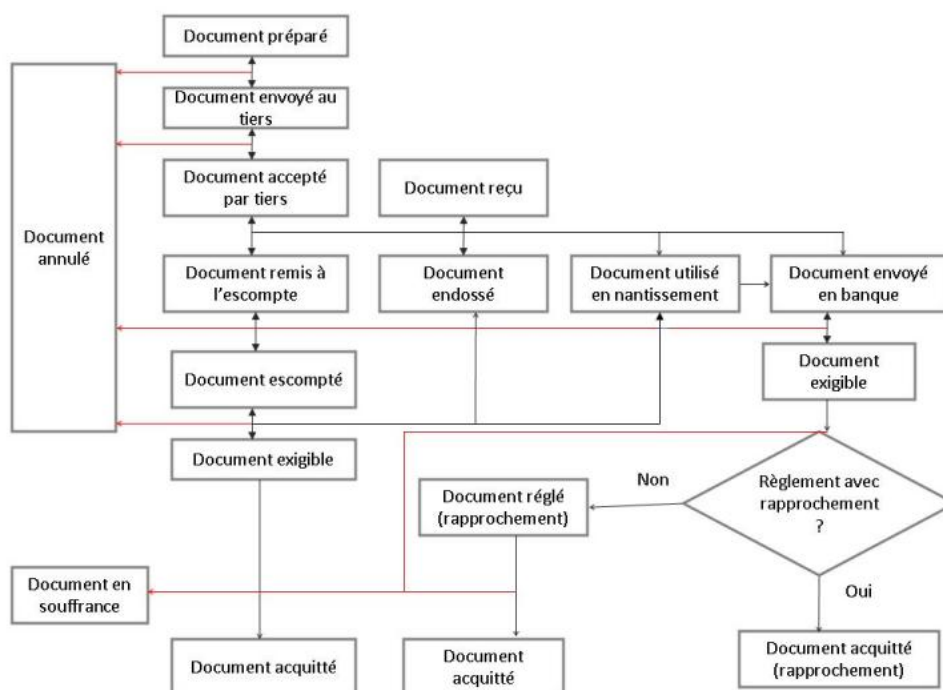 Document préparé
Document envoyé au
tiers
Document accepté
par tiers
Document reçu
Document
annulé
Document remis à
l'escompte
Document
endossé
Document utilisé
en nantissement
Document envoyé
en banque
Document escompté
Document
exigible
Document exigible
Non
Document réglé
(rapprochement)
Règlement avec
rapprochement
?
Document en
souffrance
Oui
Document acquitté
Document
acquitté
Document acquitté
(rapprochement)